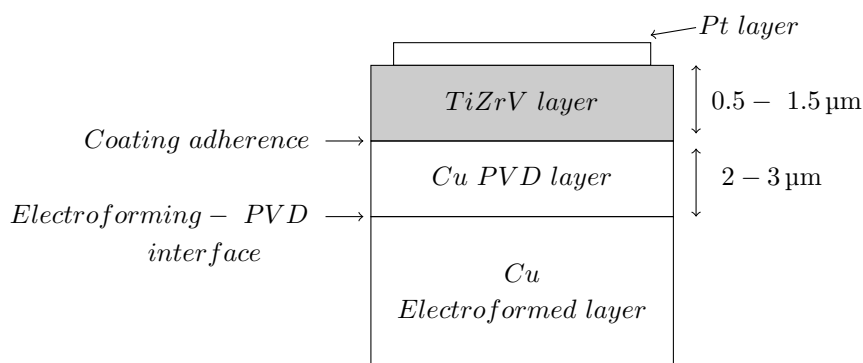 Pt layer
TiZrV layer
0.5 − 1.5 µm
Coating adherence
Cu PVD layer
2 − 3 µm
Electroforming − PVD
interface
Cu
Electroformed layer